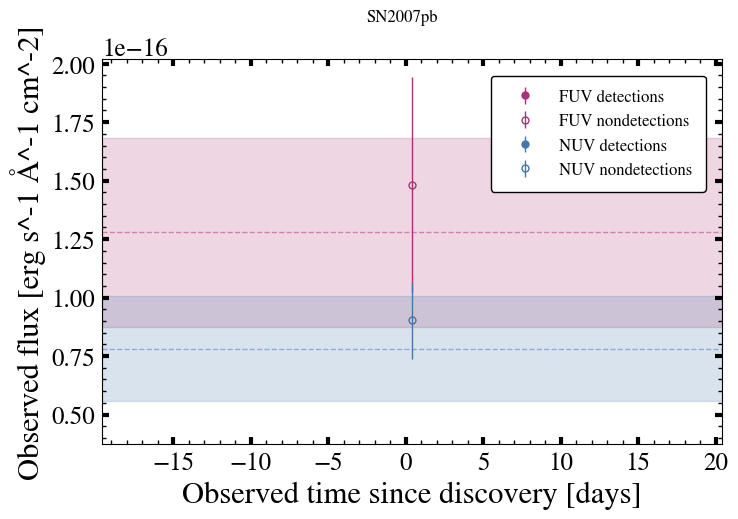 SN2007pb
1e−16
2.00
1.75
1.50
1.25
1.00
0.75
0.50
Observed flux [erg s^-1 Å^-1 cm^-2]
FUV detections
FUV nondetections
NUV detections
NUV nondetections
−15 −10 −5 0 5 10 15 20
Observed time since discovery [days]